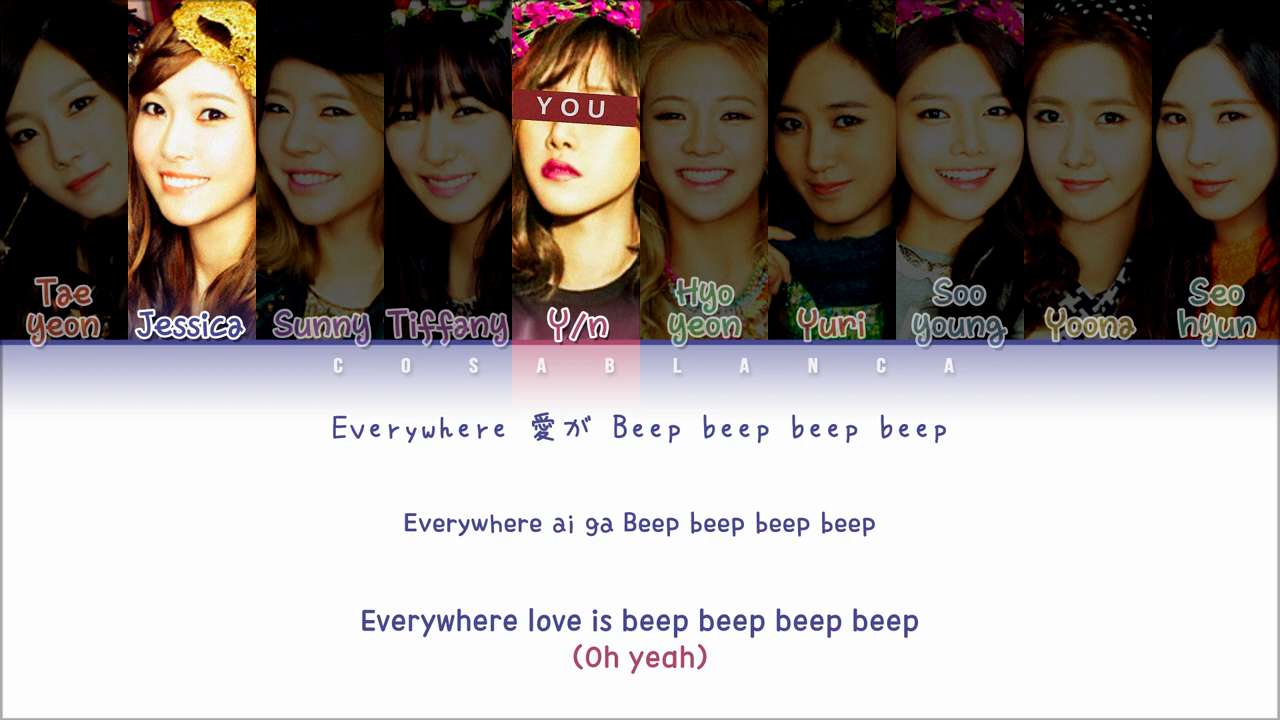 YOU
Tae
yeon
Jessica
Sunny
Tiffany
Y/n
Hyo
yeon
Yuri
Soo
young
Yoona
Seo
hyun
COSABLANCA
Everywhere 愛が Beep beep beep beep
Everywhere ai ga Beep beep beep beep
Everywhere love is beep beep beep beep
(Oh yeah)